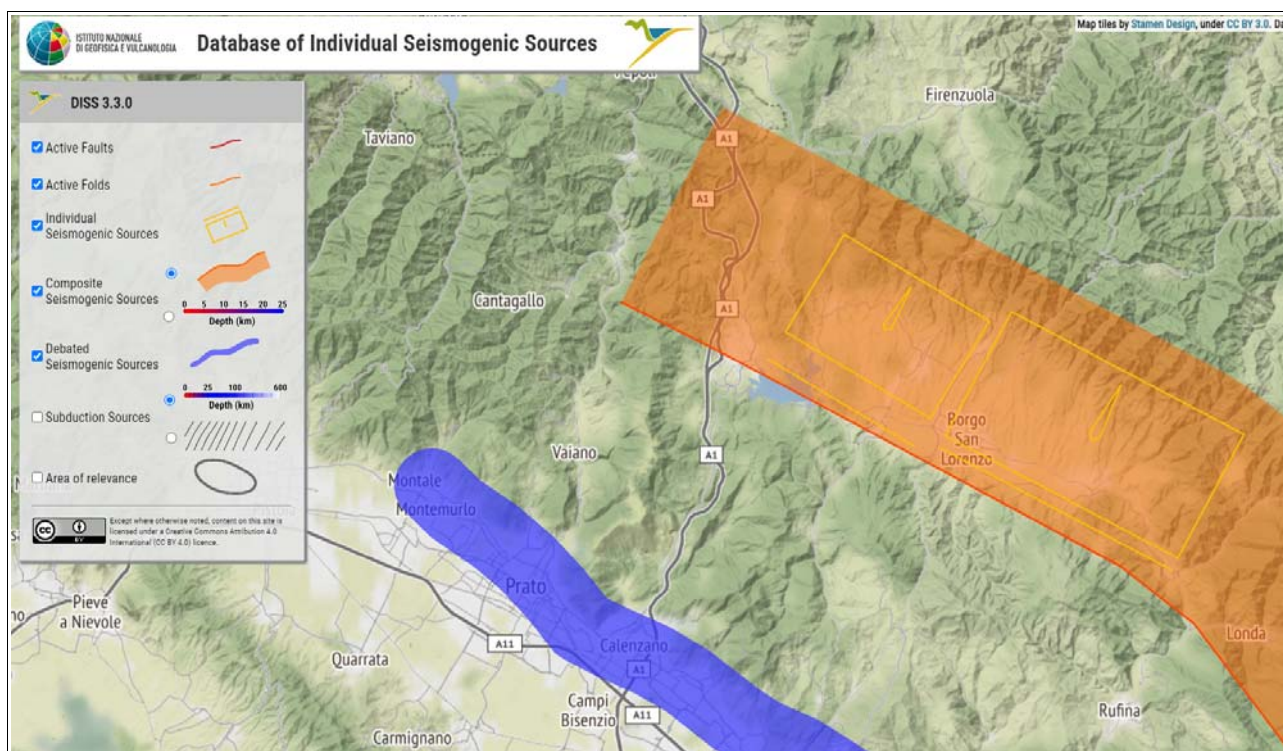 ISTITUTO NAZIONALE
DI GEOFISICA E VULCANOLOGIA
Database of Individual Seismogenic Sources
Map tiles by Stamen Design, under CC BY 3.0. Da
DISS 3.3.0
Active Faults
Active Folds
Individual
Seismogenic Sources
Composite
Seismogenic Sources
0 5 10 15 20 25
Depth (km)
Debated
Seismogenic Sources
0 25 100 600
Depth (km)
Subduction Sources
Area of relevance
CC BY
Except where otherwise noted, content on this site is
licensed under a Creative Commons Attribution 4.0
International (CC BY 4.0) licence.
Firenzuola
Taviano
A1
A1
Cantagallo
A1
Borgo
San
Lorenzo
Vaiano
A1
Montale
Montemurlo
Prato
Pieve
a Nievole
Londa
A11
Calenzano
Quarrata
A1
Campi
Bisenzio
A11
Rufina
Carmignano